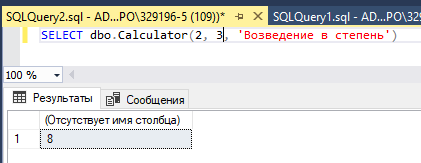 SQLQuery2.sql - AD...PO\329196-5 (109))*
SQLQuery1.sql - AD...PO\329
SELECT dbo.Calculator(2, 3, 'Возведение в степень')
100 %
Результаты
Сообщения
(Отсутствует имя столбца)
1
8